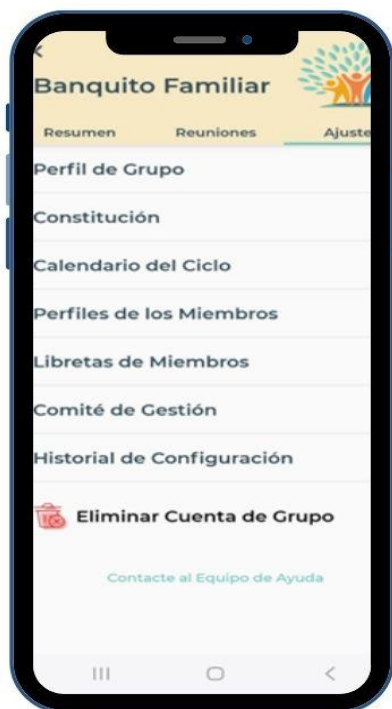 Banquito Familiar
Resumen Reuniones Ajuste
Perfil de Grupo
Constitución
Calendario del Ciclo
Perfiles de los Miembros
Libretas de Miembros
Comité de Gestión
Historial de Configuración
Eliminar Cuenta de Grupo
Contacte al Equipo de Ayuda